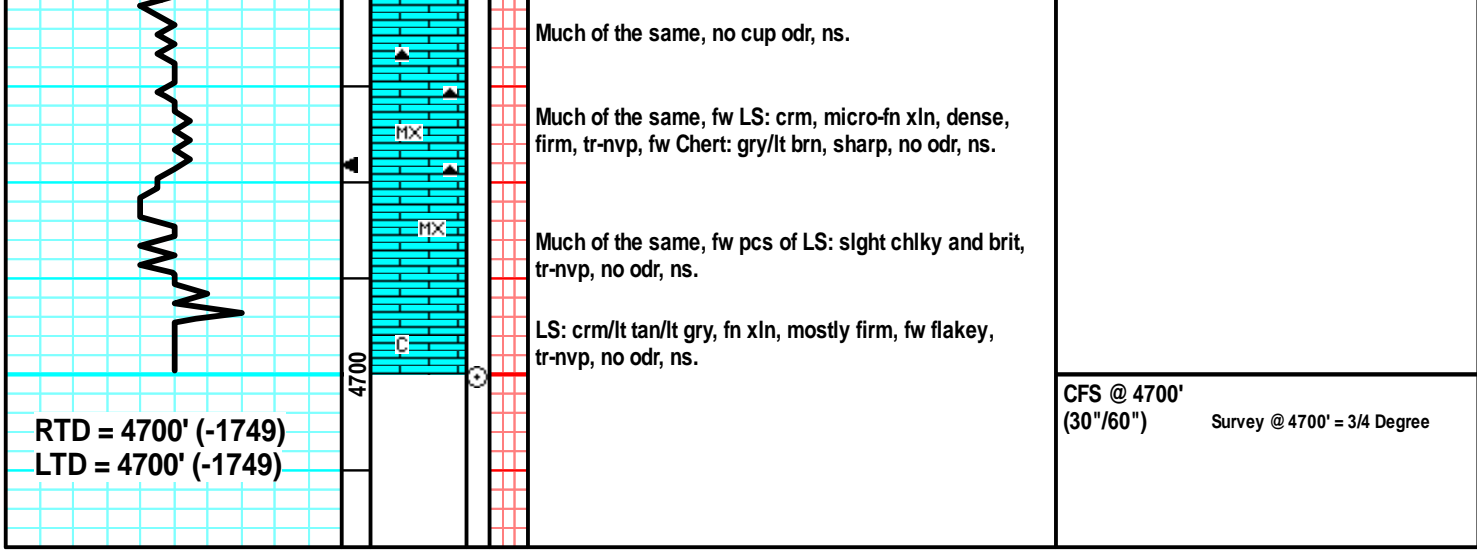 Much of the same, no cup odr, ns.
Much of the same, fw LS: crm, micro-fn xln, dense,
firm, tr-nvp, fw Chert: gry/lt brn, sharp, no odr, ns.
MX
MX
Much of the same, fw pcs of LS: slght chlky and brit,
tr-nvp, no odr, ns.
LS: crm/lt tan/lt gry, fn xln, mostly firm, fw flakey,
tr-nvp, no odr, ns.
C
4700
CFS @ 4700'
(30"/60")
Survey @ 4700' = 3/4 Degree
RTD = 4700' (-1749)
LTD = 4700' (-1749)